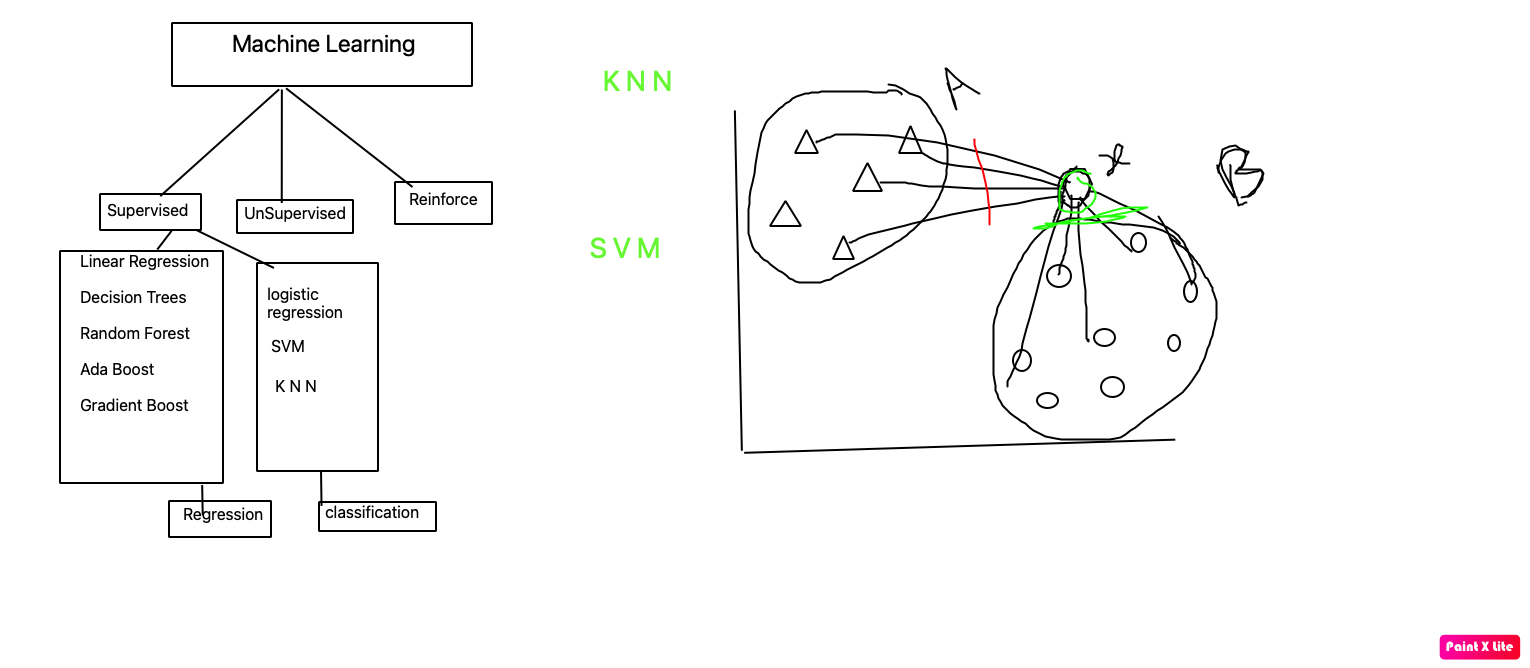 Machine Learning
Supervised
UnSupervised
Reinforce
Linear Regression
Decision Trees
Random Forest
Ada Boost
Gradient Boost
logistic
regression
SVM
K N N
Regression
classification
K N N
S V M
A
x
B
Paint X Lite